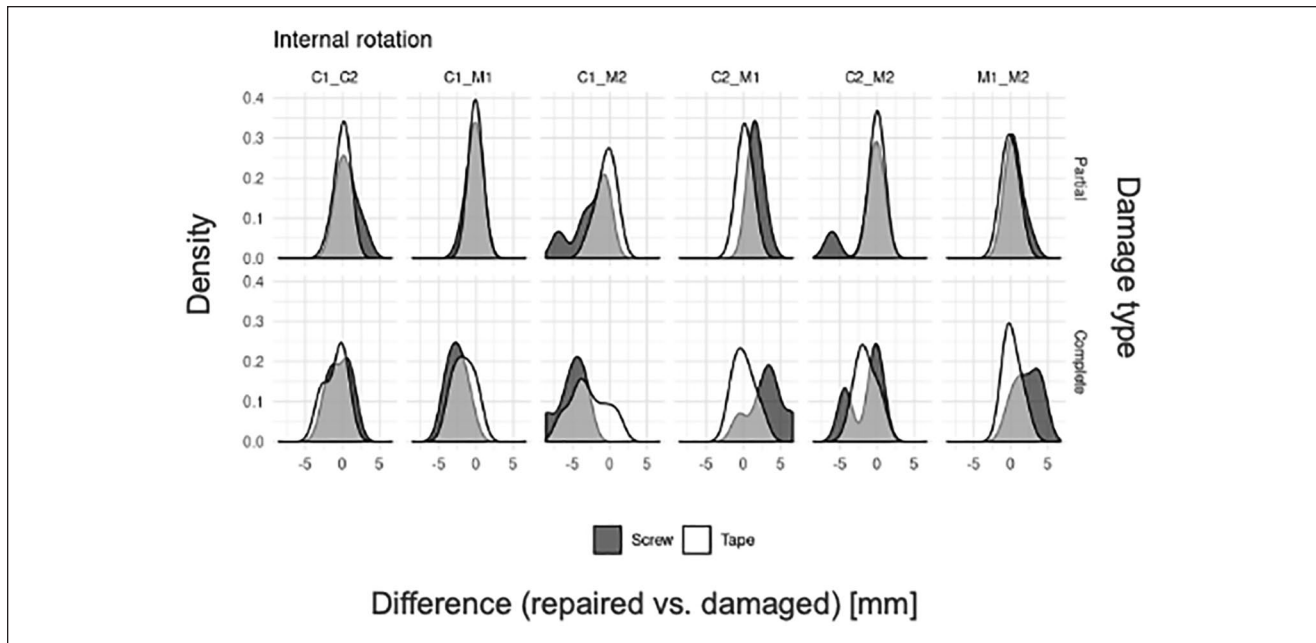 Internal rotation
C1_C2 C1_M1 C1_M2 C2_M1 C2_M2 M1_M2
0.4
0.3
0.2
0.1
0.0
Partial
0.4
0.3
0.2
0.1
0.0
Complete
Density
Damage type
-5 0 5 -5 0 5 -5 0 5 -5 0 5 -5 0 5 -5 0 5
Screw Tape
Difference (repaired vs. damaged) [mm]